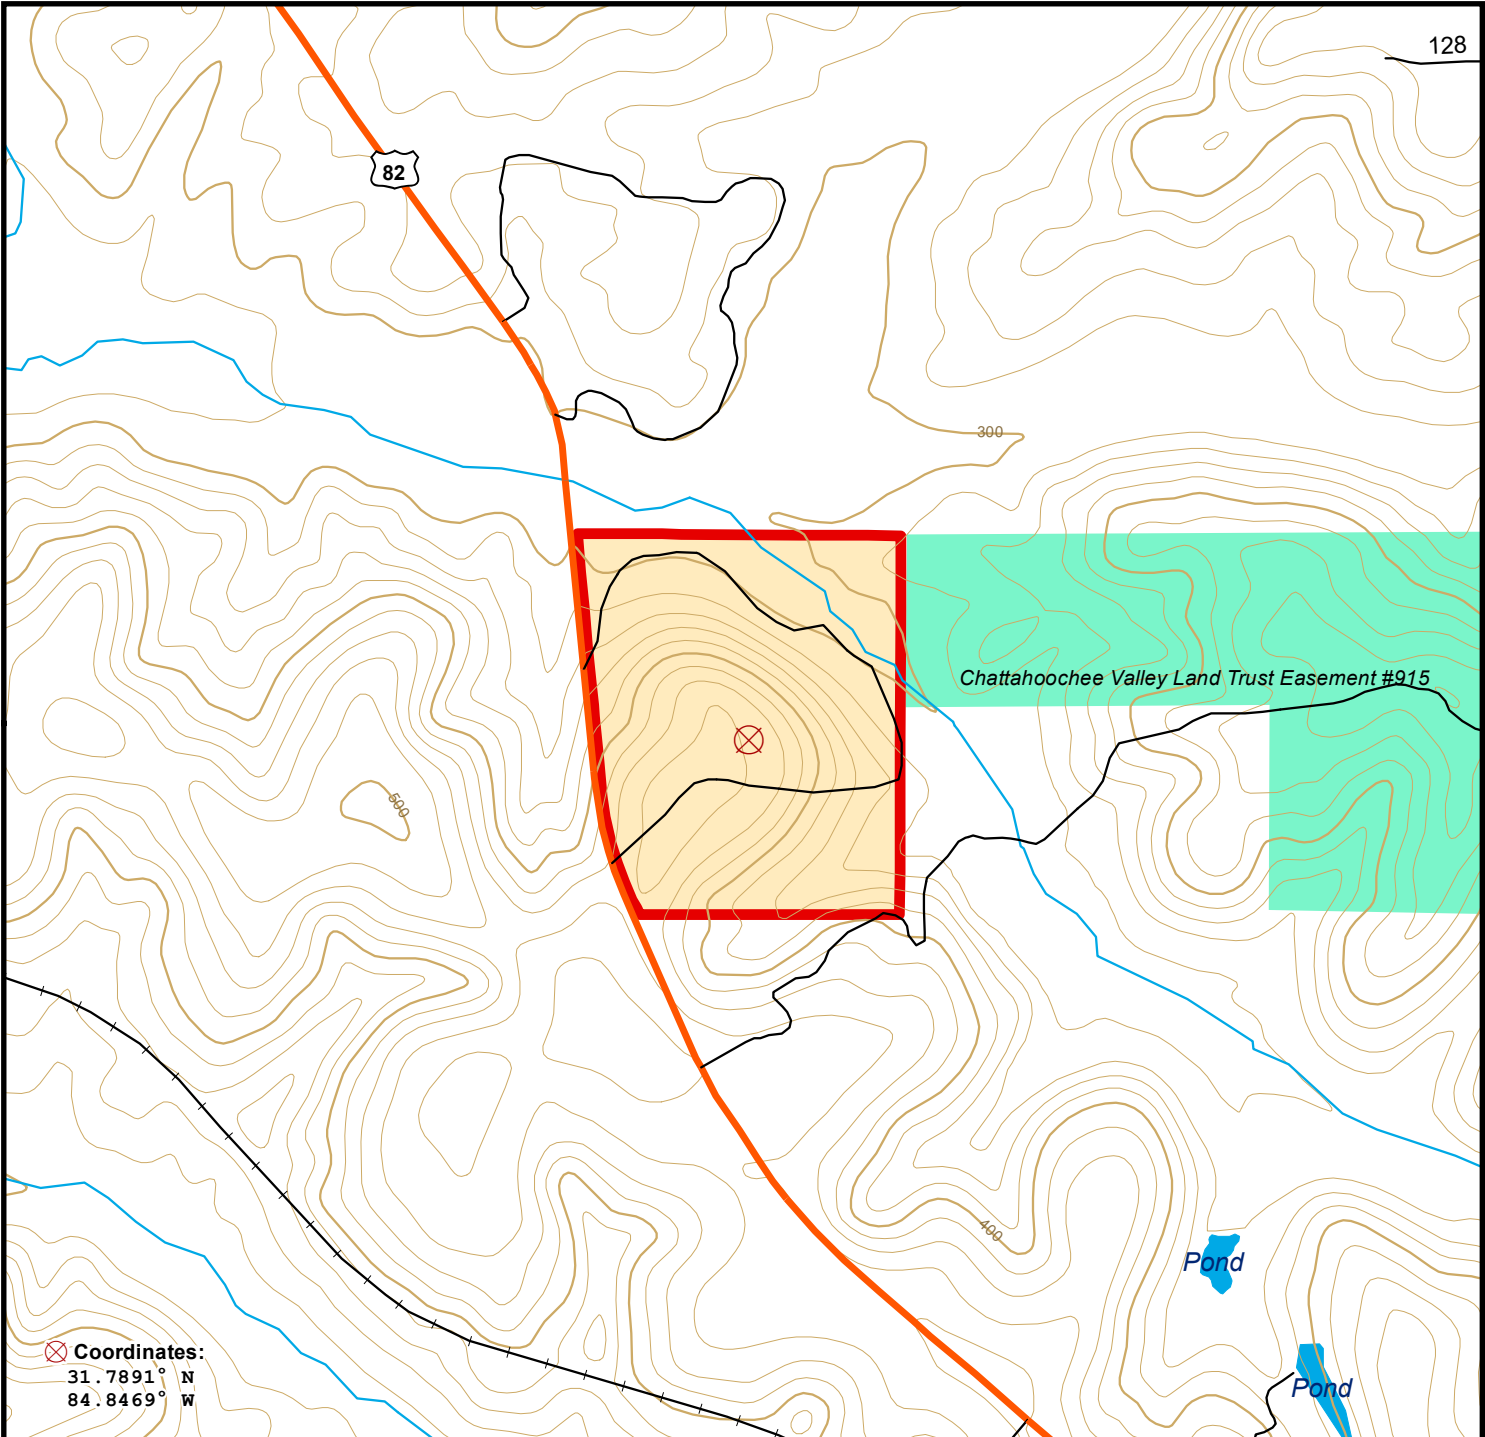 128
82
300
Chattahoochee Valley Land Trust Easement #915
500
400
Pond
Coordinates:
31.7891° N
84.8469° W
Pond